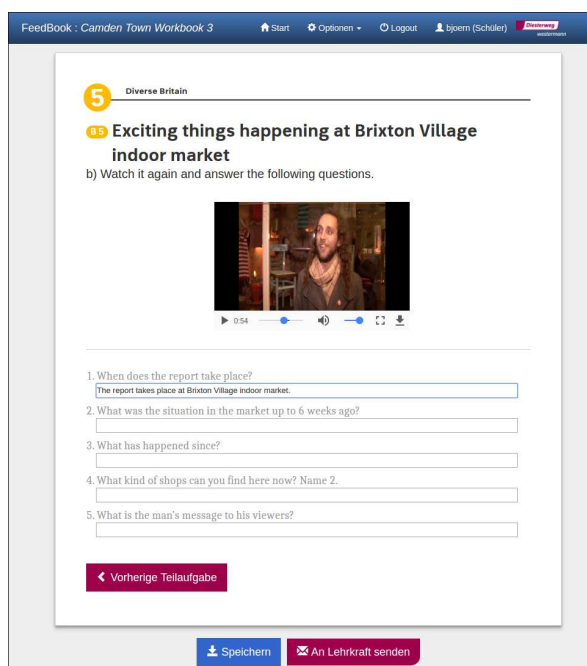 FeedBook : Camden Town Workbook 3 Start Optionen Logout bjoern (Schüler) Diesterweg
westermann
5 Diverse Britain
B 5 Exciting things happening at Brixton Village
indoor market
b) Watch it again and answer the following questions.
0:54
1. When does the report take place?
The report takes place at Brixton Village indoor market.
2. What was the situation in the market up to 6 weeks ago?
3. What has happened since?
4. What kind of shops can you find here now? Name 2.
5. What is the man's message to his viewers?
Vorherige Teilaufgabe
Speichern An Lehrkraft senden